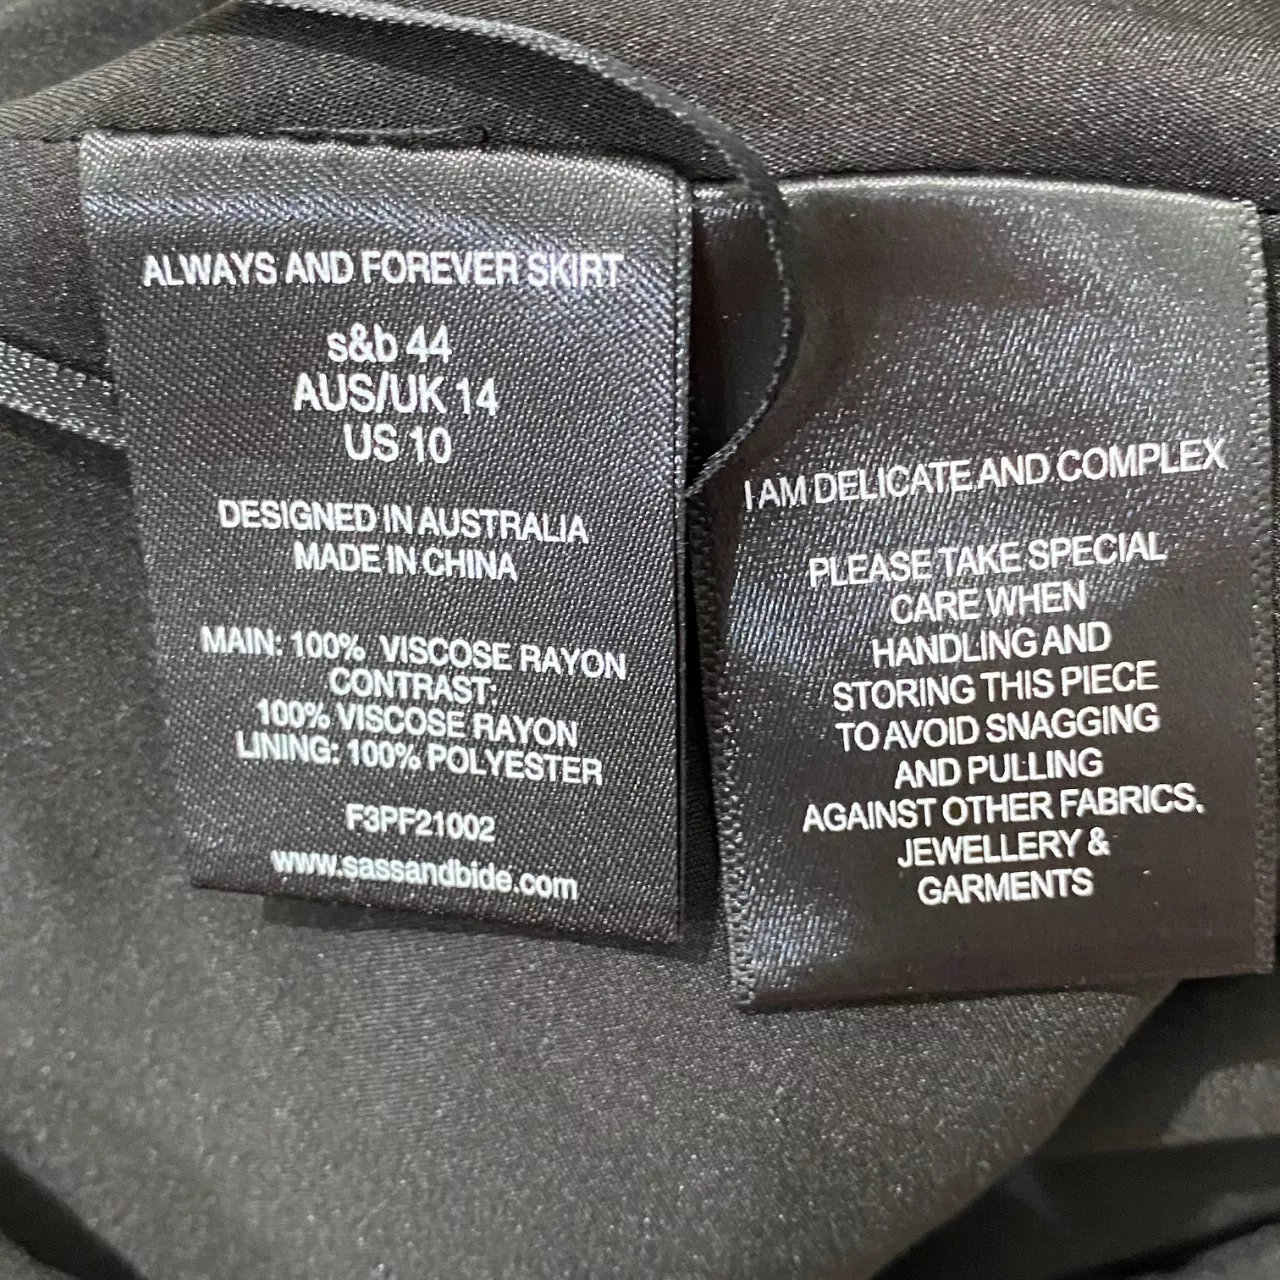 ALWAYS AND FOREVER SKIRT
s&b 44
AUS/UK 14
US 10
DESIGNED IN AUSTRALIA
MADE IN CHINA
MAIN: 100% VISCOSE RAYON
CONTRAST:
100% VISCOSE RAYON
LINING: 100% POLYESTER
F3PF21002
www.sassandbide.com
I AM DELICATE AND COMPLEX
PLEASE TAKE SPECIAL
CARE WHEN
HANDLING AND
STORING THIS PIECE
TO AVOID SNAGGING
AND PULLING
AGAINST OTHER FABRICS,
JEWELLERY &
GARMENTS